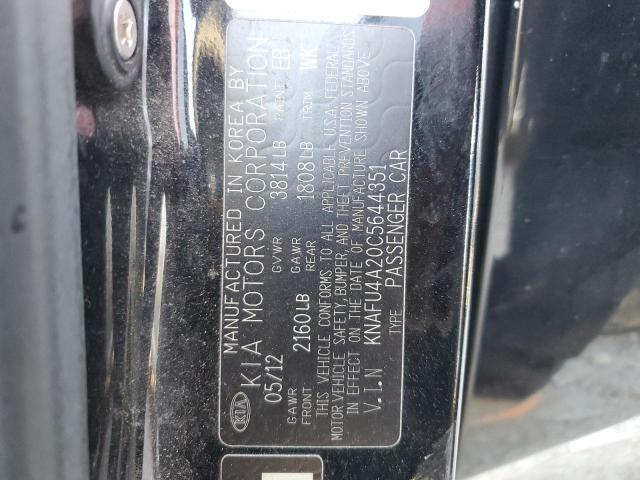 MANUFACTURED IN KOREA BY
KIA KIA MOTORS CORPORATION
05/12 GVWR 3814LB PAINT EB
GAWR FRONT 2160LB GAWR REAR 1808LB TRIM WK
THIS VEHICLE CONFORMS TO ALL APPLICABLE U.S.A. FEDERAL
MOTOR VEHICLE SAFETY, BUMPER, AND THEFT PREVENTION STANDARDS
IN EFFECT ON THE DATE OF MANUFACTURE SHOWN ABOVE
V.I.N KNAFU4A20C5644351
TYPE PASSENGER CAR